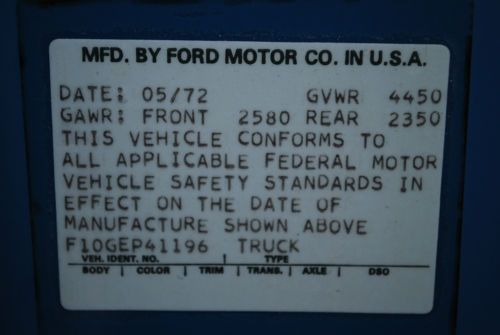 MFD. BY FORD MOTOR CO. IN U.S.A.
DATE: 05/72 GVWR 4450
GAWR: FRONT 2580 REAR 2350
THIS VEHICLE CONFORMS TO
ALL APPLICABLE FEDERAL MOTOR
VEHICLE SAFETY STANDARDS IN
EFFECT ON THE DATE OF
MANUFACTURE SHOWN ABOVE
F10GEP41196 TRUCK
VEH. IDENT. NO. TYPE
BODY | COLOR | TRIM | TRANS. | AXLE | DSO